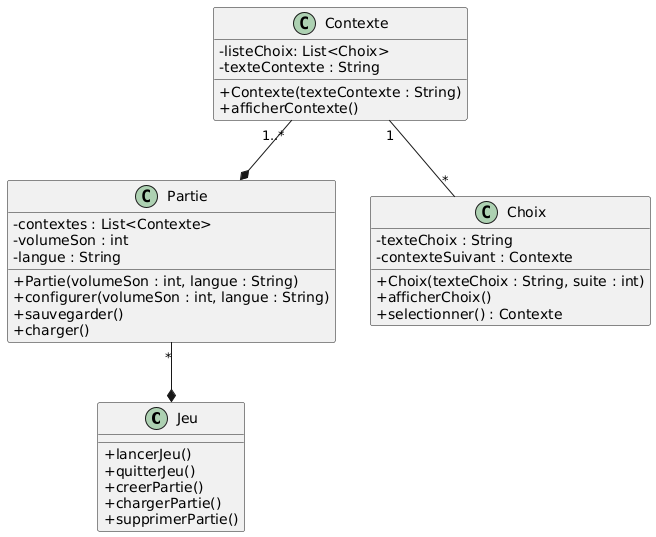 C Contexte
-listeChoix: List<Choix>
-texteContexte : String
+Contexte(texteContexte : String)
+afficherContexte()
1..*
1
*
C Partie
-contextes : List<Contexte>
-volumeSon : int
-langue : String
+Partie(volumeSon : int, langue : String)
+configurer(volumeSon : int, langue : String)
+sauvegarder()
+charger()
C Choix
-texteChoix : String
-contexteSuivant : Contexte
+Choix(texteChoix : String, suite : int)
+afficherChoix()
+selectionner() : Contexte
*
C Jeu
+lancerJeu()
+quitterJeu()
+creerPartie()
+chargerPartie()
+supprimerPartie()